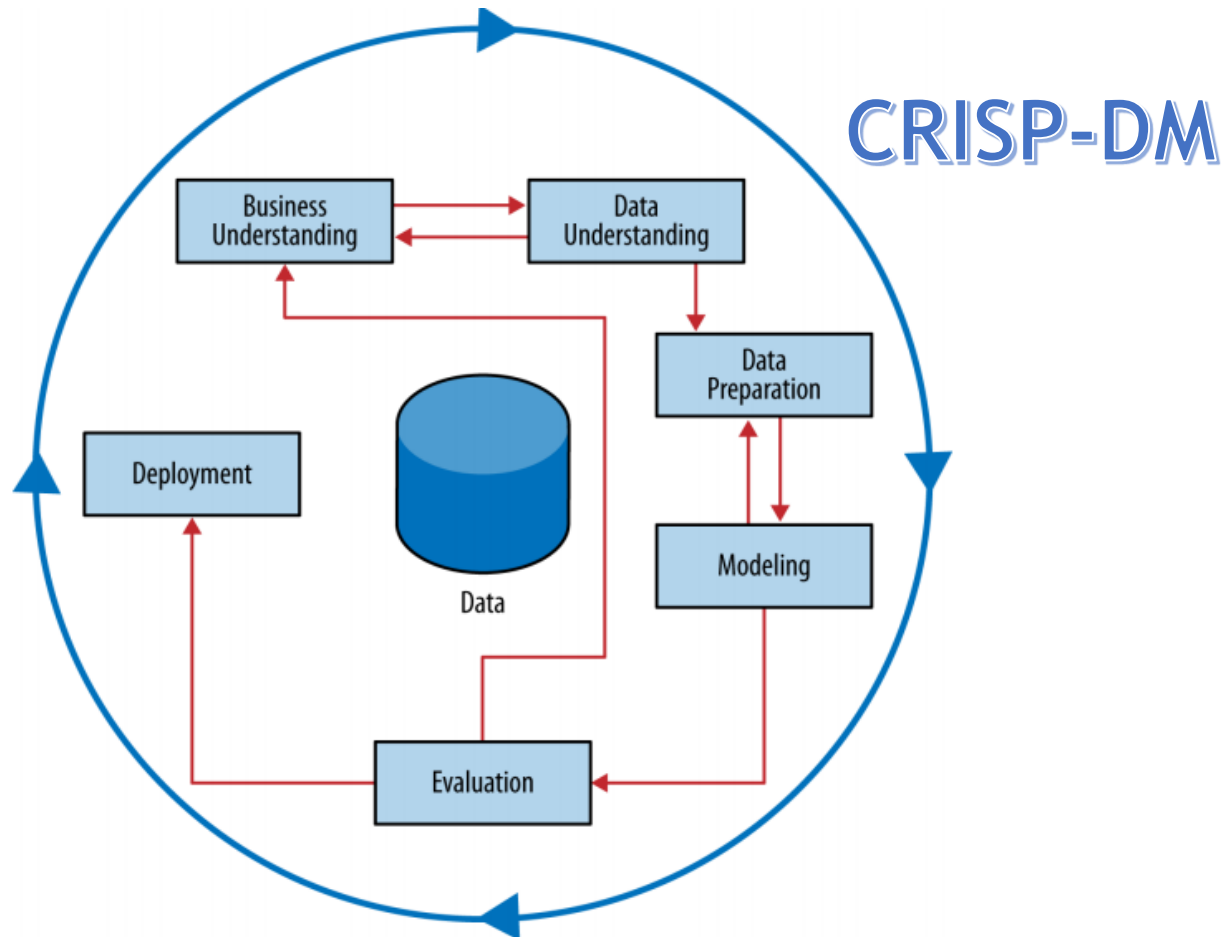 CRISP-DM
Business
Understanding
Data
Understanding
Data
Preparation
Deployment
Modeling
Data
Evaluation